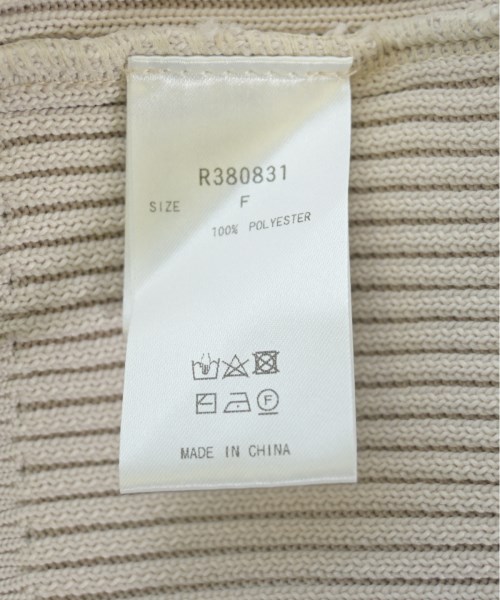 R380831
SIZE F
100% POLYESTER
F
MADE IN CHINA